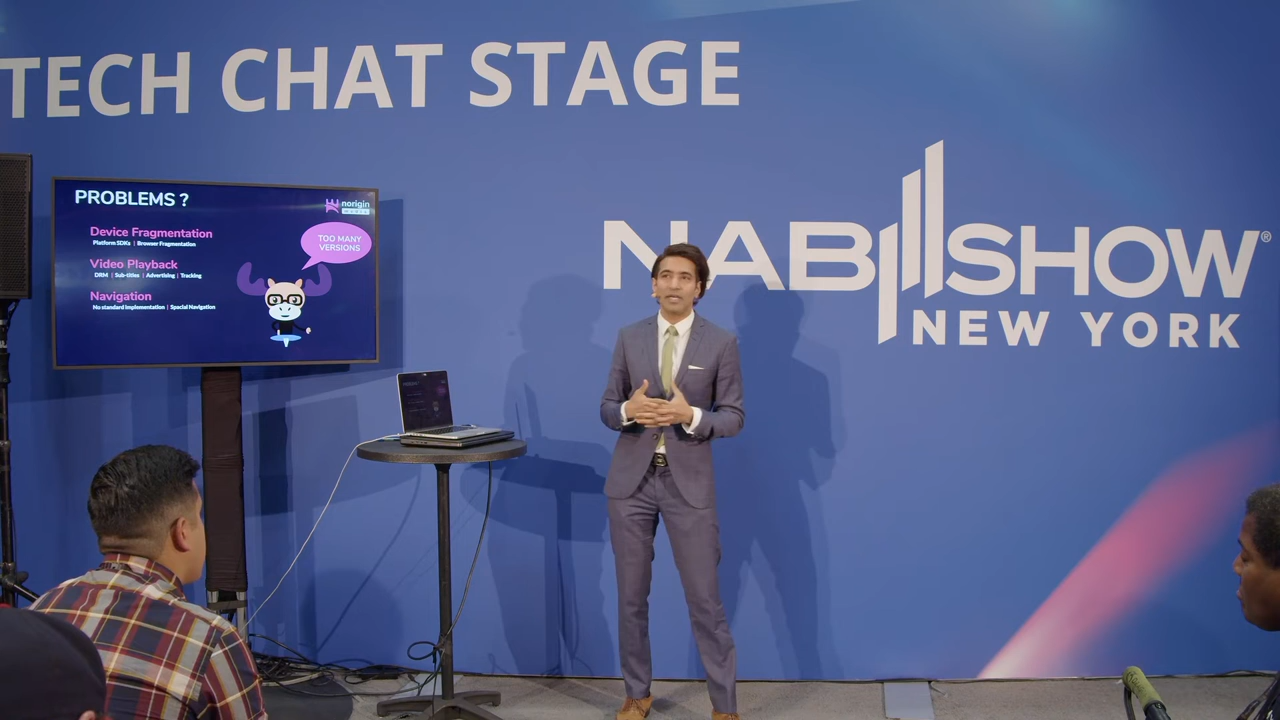 TECH CHAT STAGE
NAB SHOW®
NEW YORK
PROBLEMS ?
norigin
MEDIA
Device Fragmentation
Platform SDKs | Browser Fragmentation
TOO MANY
VERSIONS
Video Playback
DRM | Sub-titles | Advertising | Tracking
Navigation
No standard Implementation | Spacial Navigation